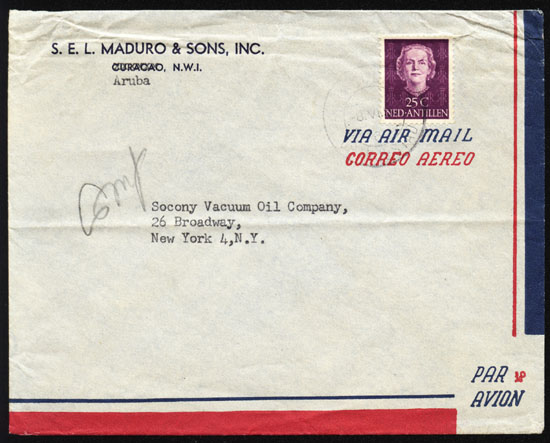 S. E. L. MADURO & SONS, INC.
CURACAO, N.W.I.
Aruba
25 C
NED·ANTILLEN
VIA AIR MAIL
CORREO AEREO
Socony Vacuum Oil Company,
26 Broadway,
New York 4,N.Y.
PAR
AVION